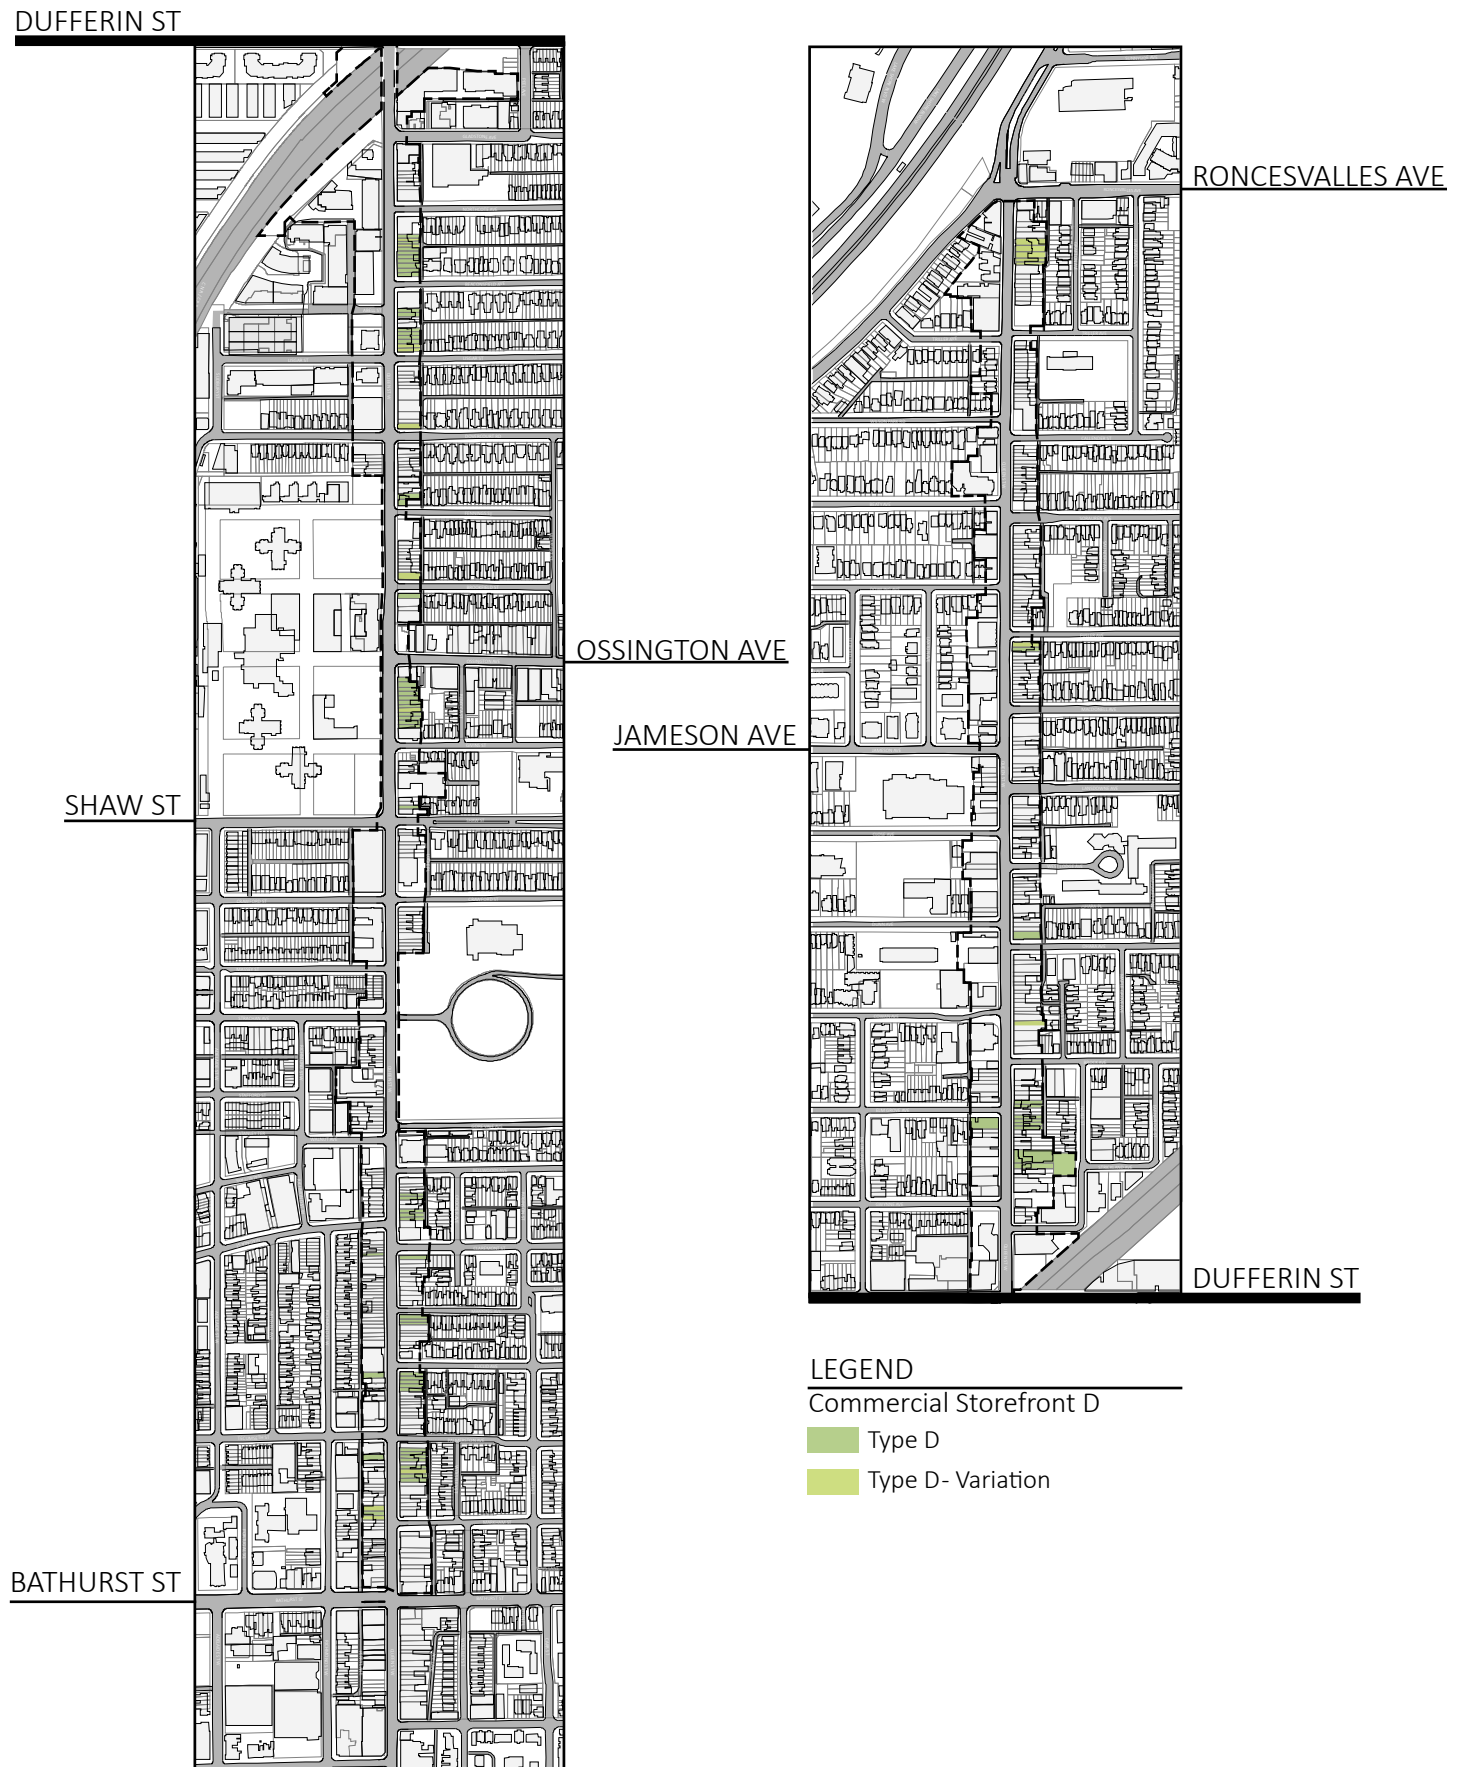 DUFFERIN ST
RONCESVALLES AVE
OSSINGTON AVE
JAMESON AVE
SHAW ST
DUFFERIN ST
LEGEND
Commercial Storefront D
Type D
Type D- Variation
BATHURST ST